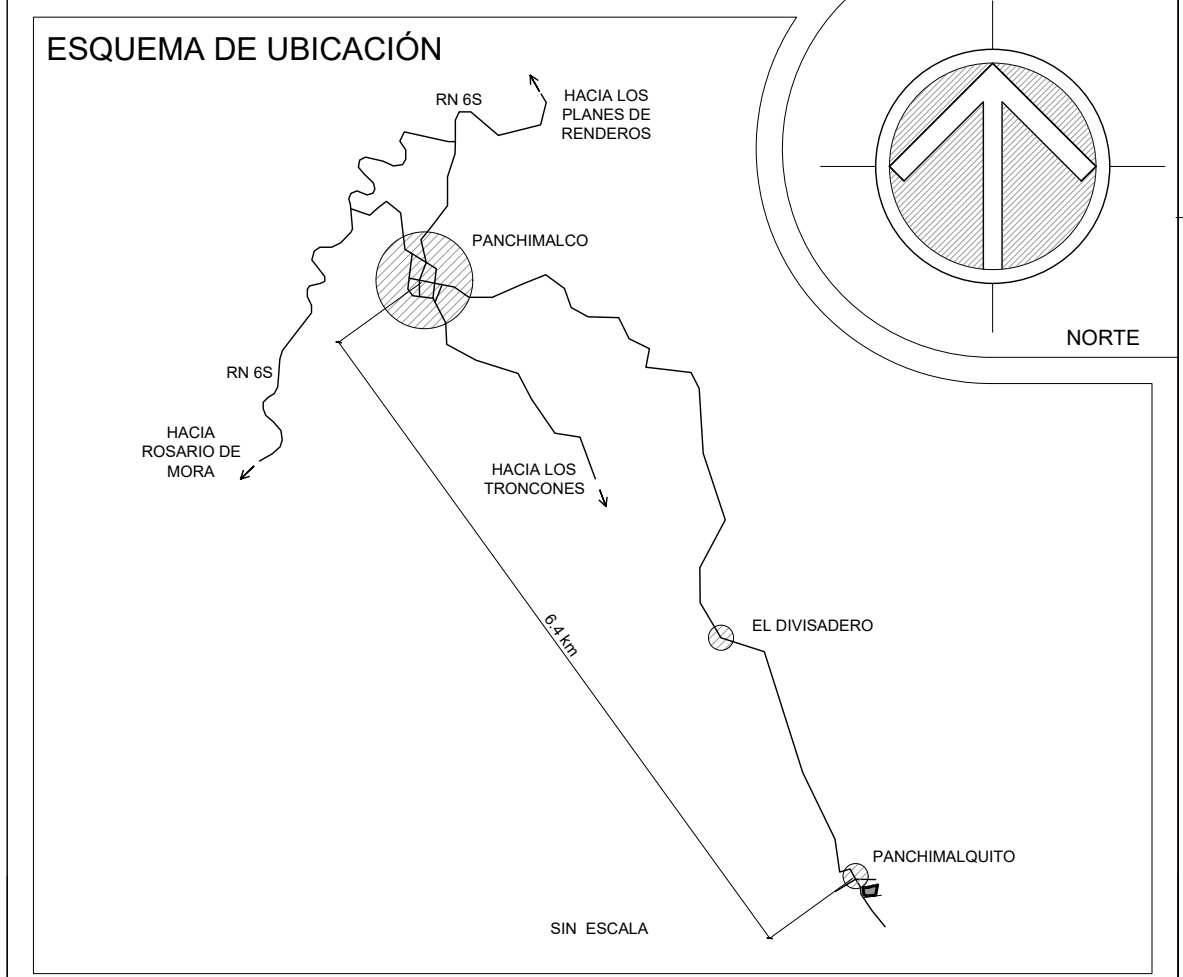 ESQUEMA DE UBICACIÓN
RN 6S
HACIA LOS
PLANES DE
RENDEROS
PANCHIMALCO
NORTE
RN 6S
HACIA
ROSARIO DE
MORA
HACIA LOS
TRONCONES
6.4 km
EL DIVISADERO
PANCHIMALQUITO
SIN ESCALA